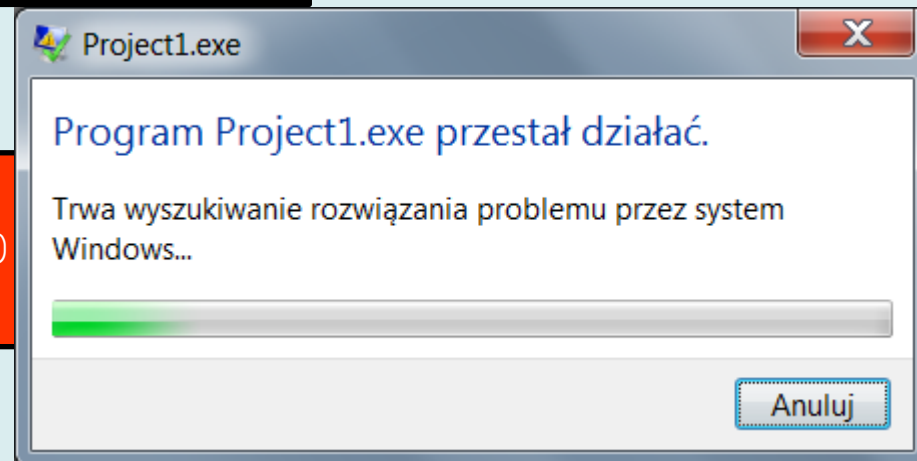 Project1.exe
Program Project1.exe przestał działać.
Trwa wyszukiwanie rozwiązania problemu przez system
Windows...
)
Anuluj